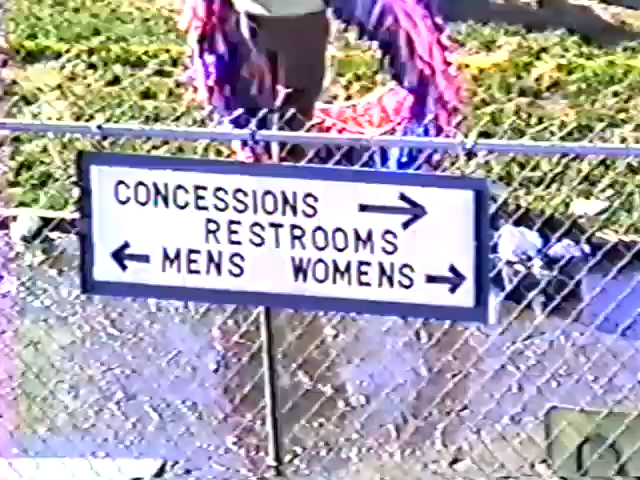 CONCESSIONS →
RESTROOMS
← MENS WOMENS →